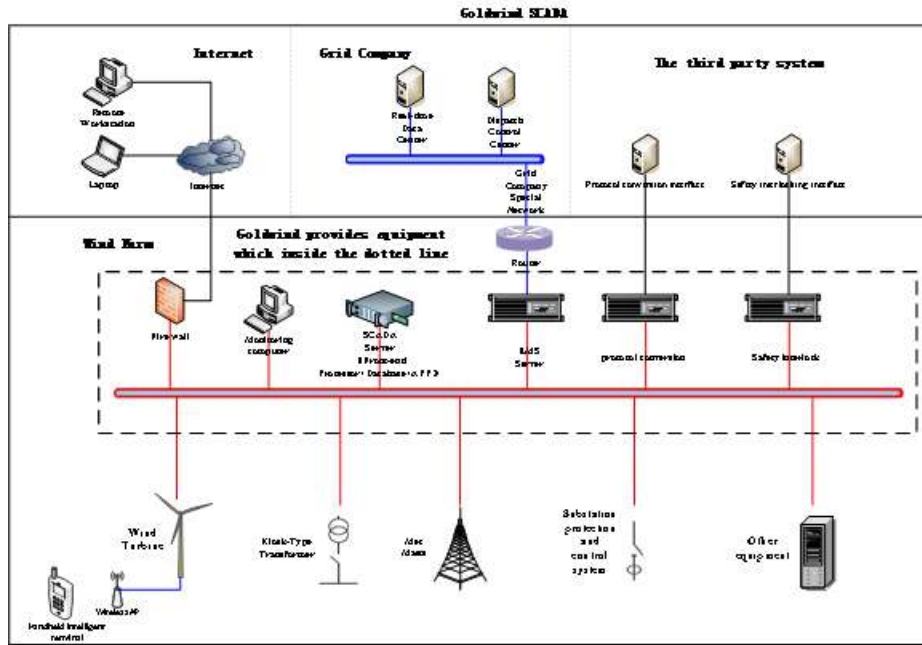 Goldwind SCADA
Internet
Grid Company
The third party system
Remote
Workstation
Real-time
Data
Center
Dispatch
Control
Center
Laptop
Internet
Grid
Company
Special
Network
Protocol conversion interface
Safety interlocking interface
Wind Farm
Goldwind provides equipment
which inside the dotted line
Router
Firewall
Monitoring
computer
SCADA
Server
EMS
Server
protocol conversion
Safety interlock
Wind
Turbine
Kiosk-Type
Transformer
Met
Mast
Substation
protection
and
control
system
Other
equipment
Wireless AP
Handheld intelligent
terminal